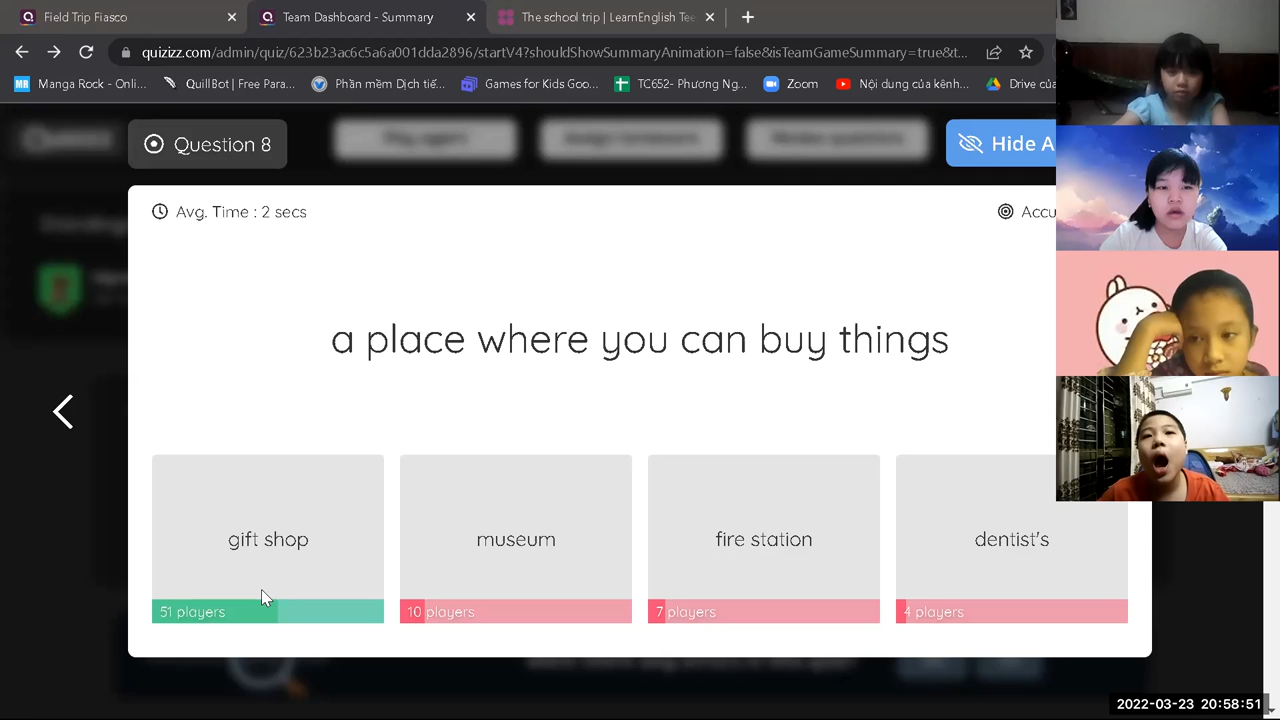 Field Trip Fiasco
Team Dashboard - Summary
The school trip | LearnEnglish Tee
quizizz.com/admin/quiz/623b23ac6c5a6a001dda2896/startV4?shouldShowSummaryAnimation=false&isTeamGameSummary=true&t...
MR Manga Rock - Onli...
QuillBot | Free Para...
Phần mềm Dịch tiế...
Games for Kids Go...
TC652- Phương Ng...
Zoom
Nội dung của kênh...
Drive của
Question 8
Hide A
Avg. Time : 2 secs
Accu
a place where you can buy things
gift shop
museum
fire station
dentist's
51 players
10 players
7 players
4 players
2022-03-23 20:58:51